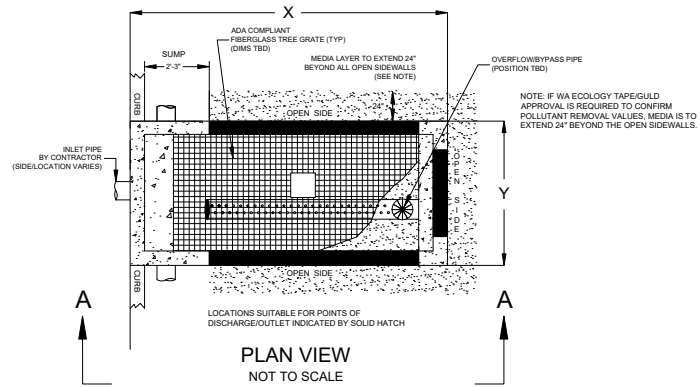 X
ADA COMPLIANT
FIBERGLASS TREE GRATE (TYP)
(DIMS TBD)
SUMP
2'-3"
MEDIA LAYER TO EXTEND 24"
BEYOND ALL OPEN SIDEWALLS
(SEE NOTE)
OVERFLOW/BYPASS PIPE
(POSITION TBD)
NOTE: IF WA ECOLOGY TAPE/GULD
APPROVAL IS REQUIRED TO CONFIRM
POLLUTANT REMOVAL VALUES, MEDIA IS TO
EXTEND 24" BEYOND THE OPEN SIDEWALLS.
CURB
24"
OPEN SIDE
INLET PIPE
BY CONTRACTOR
(SIDE/LOCATION VARIES)
OPEN SIDE
Y
OPEN SIDE
CURB
A
A
LOCATIONS SUITABLE FOR POINTS OF
DISCHARGE/OUTLET INDICATED BY SOLID HATCH
PLAN VIEW
NOT TO SCALE